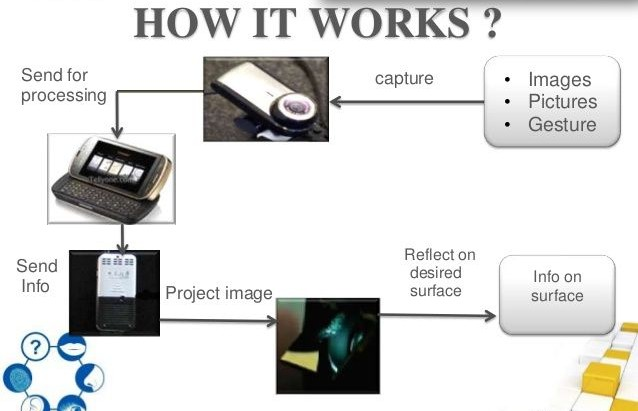 HOW IT WORKS ?
Send for
processing
capture
• Images
• Pictures
• Gesture
Send
Info
Project image
Reflect on
desired
surface
Info on
surface
?